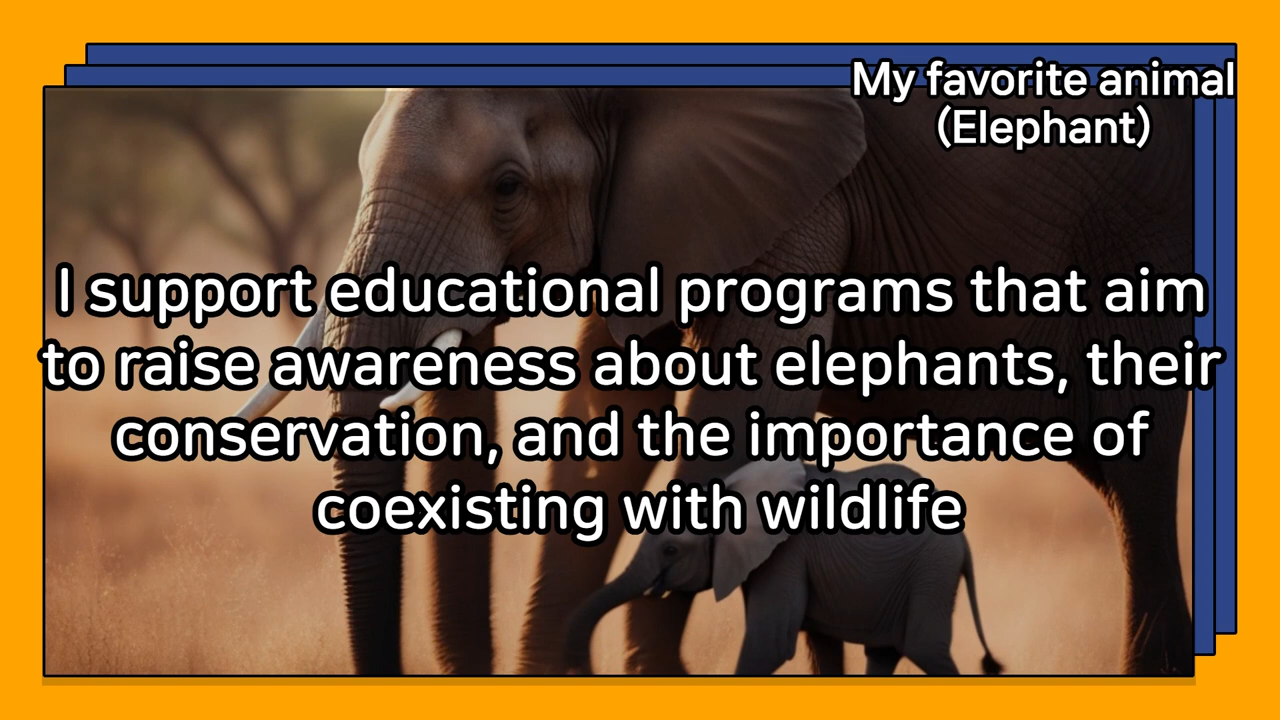 My favorite animal
(Elephant)
I support educational programs that aim
to raise awareness about elephants, their
conservation, and the importance of
coexisting with wildlife